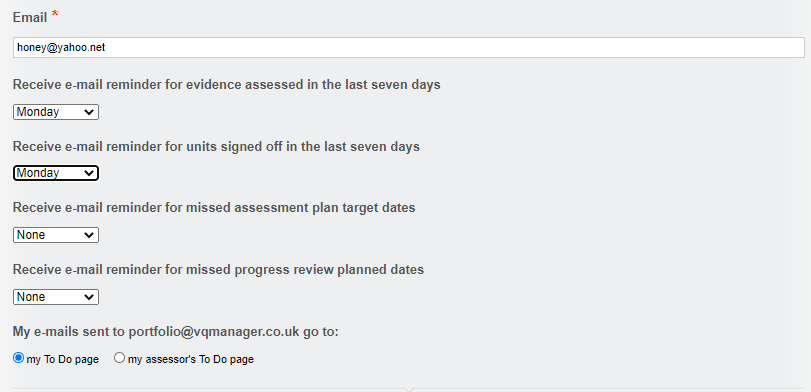 Email *
honey@yahoo.net
Receive e-mail reminder for evidence assessed in the last seven days
Monday
Receive e-mail reminder for units signed off in the last seven days
Monday
Receive e-mail reminder for missed assessment plan target dates
None
Receive e-mail reminder for missed progress review planned dates
None
My e-mails sent to portfolio@vqmanager.co.uk go to:
my To Do page my assessor's To Do page